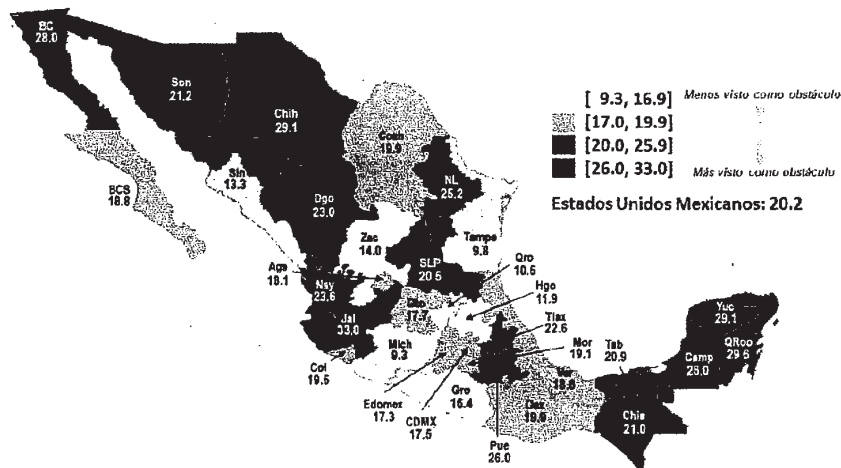 BC
28.0
Son
21.2
Chih
29.1
Coah
19.9
[ 9.3, 16.9]
Menos visto como obstáculo
[17.0, 19.9]
[20.0, 25.9]
[26.0, 33.0]
Más visto como obstáculo
Estados Unidos Mexicanos: 20.2
BCS
18.8
Sin
13.3
Dgo
23.0
NL
25.2
Zac
14.0
Tamps
9.8
Ags
18.1
SLP
20.5
Qro
10.6
Nay
23.6
Hgo
11.9
Gto
17.7
Tlax
22.6
Jal
33.0
Mich
9.3
Mor
19.1
Tab
20.9
Yuc
29.1
QRoo
29.6
Camp
Col
19.5
Ver
Edomex
17.3
Gro
16.4
Oax
CDMX
17.5
Pue
26.0
Chis
21.0